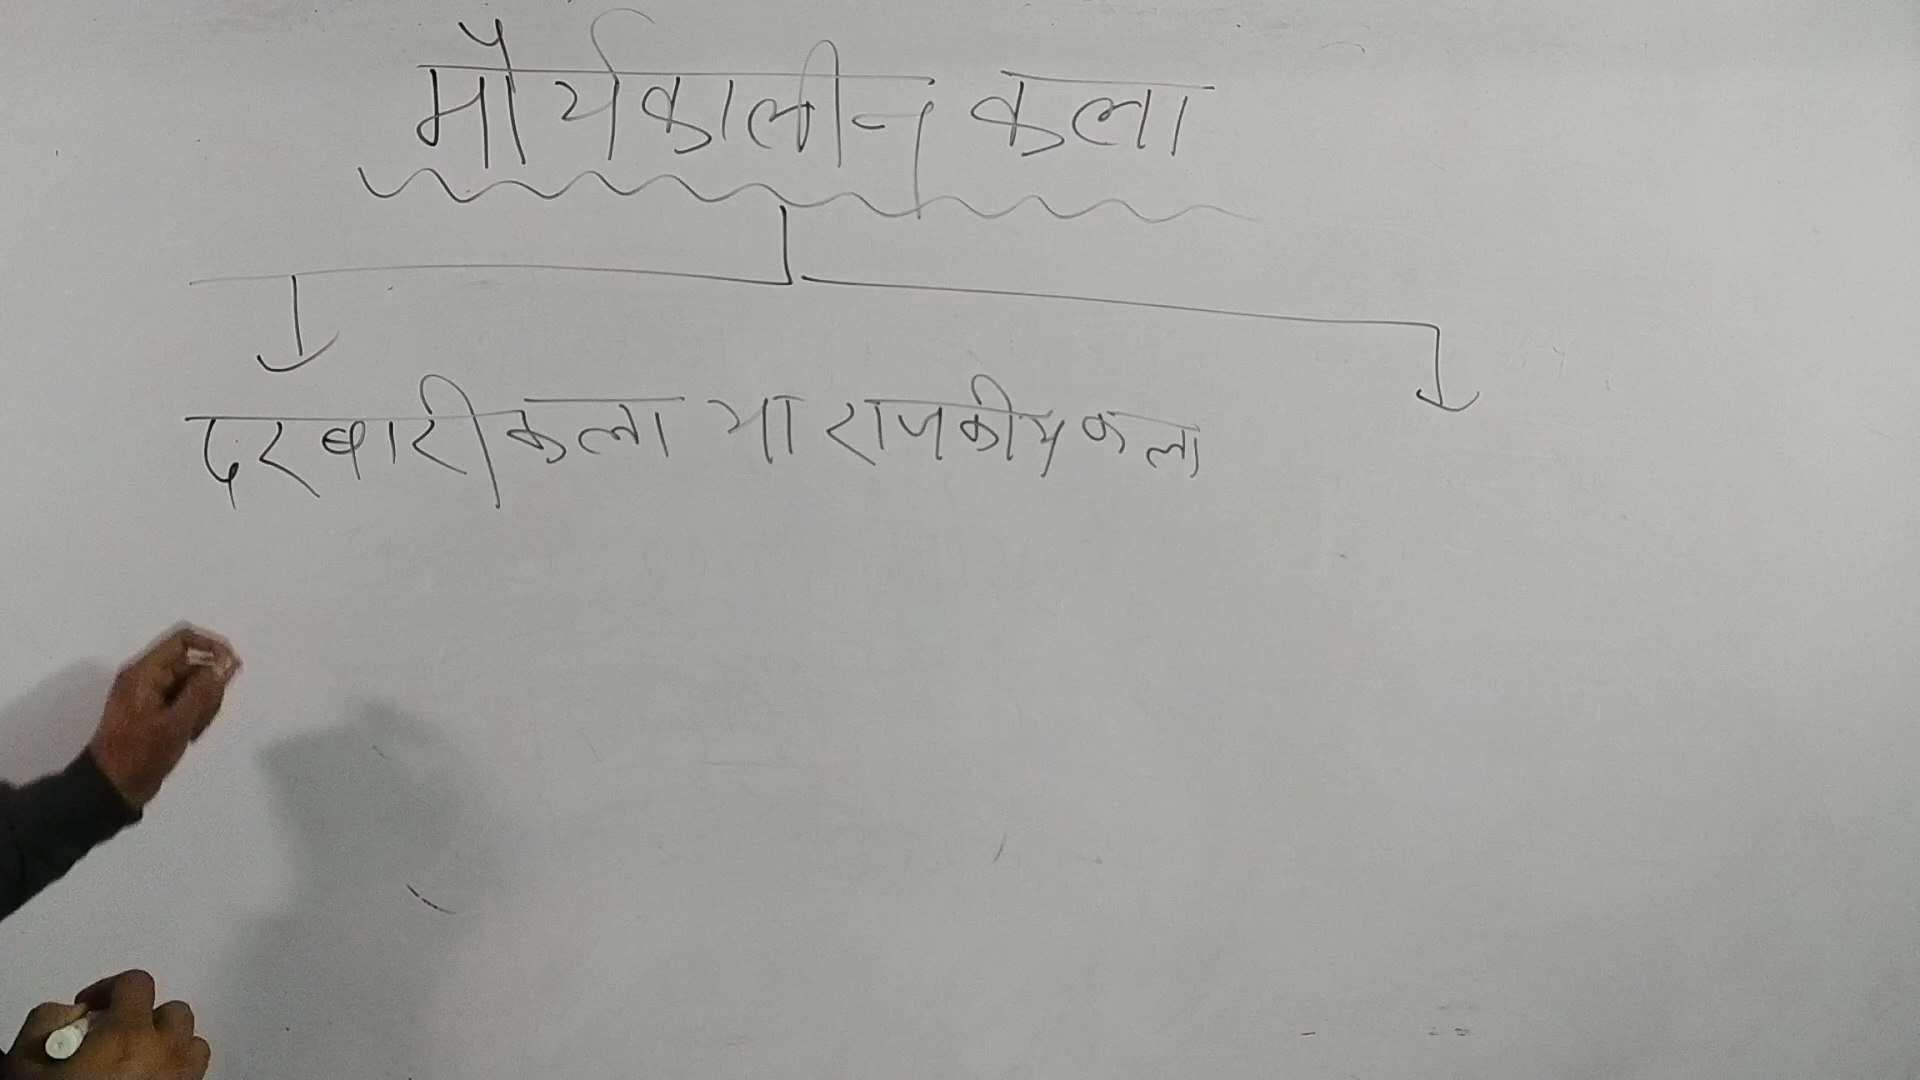 मौर्यकालीन कला
दरबारी कला या राजकीय कला